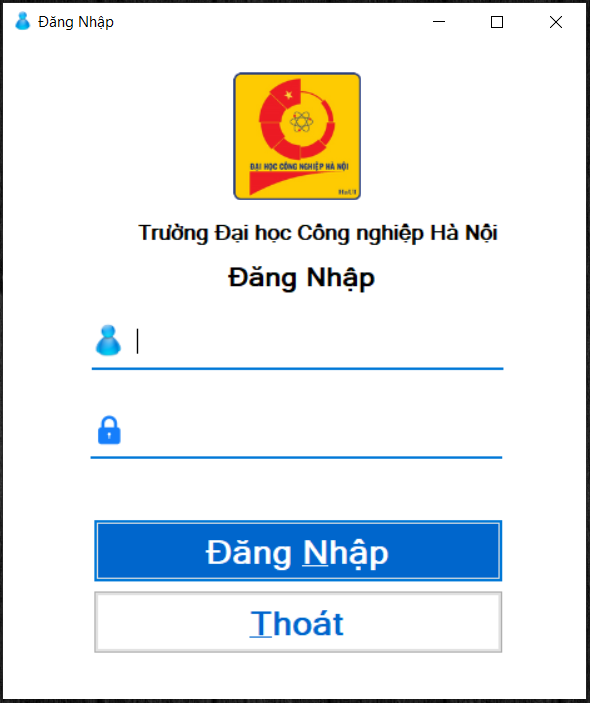 Đăng Nhập
ĐẠI HỌC CÔNG NGHIỆP HÀ NỘI
HaUI
Trường Đại học Công nghiệp Hà Nội
Đăng Nhập
Đăng Nhập
Thoát